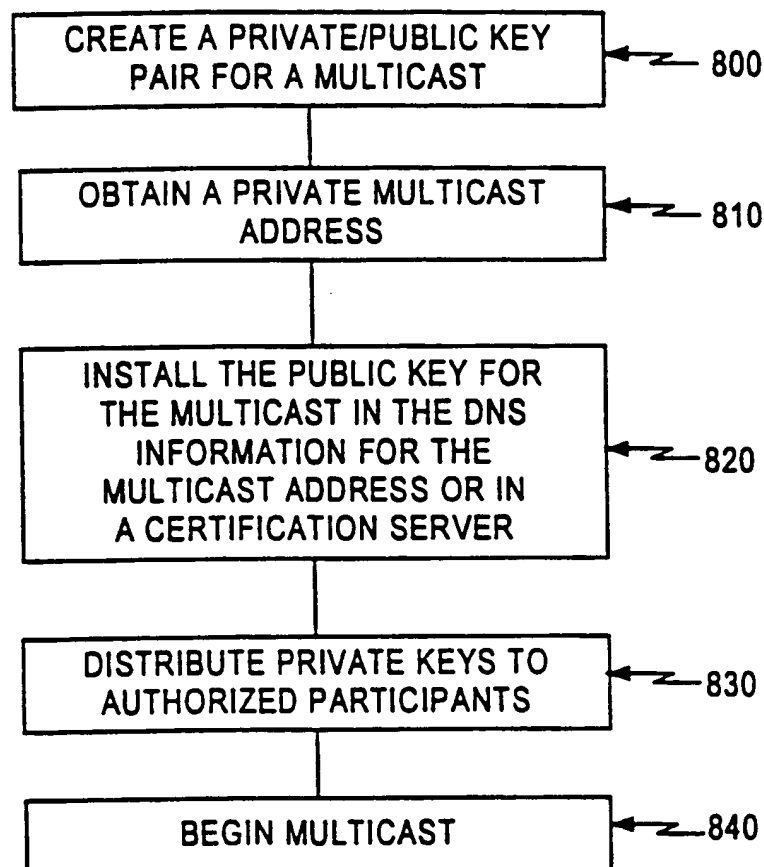 CREATE A PRIVATE/PUBLIC KEY
PAIR FOR A MULTICAST
800
OBTAIN A PRIVATE MULTICAST
ADDRESS
810
INSTALL THE PUBLIC KEY FOR
THE MULTICAST IN THE DNS
INFORMATION FOR THE
MULTICAST ADDRESS OR IN
A CERTIFICATION SERVER
820
DISTRIBUTE PRIVATE KEYS TO
AUTHORIZED PARTICIPANTS
830
BEGIN MULTICAST
840